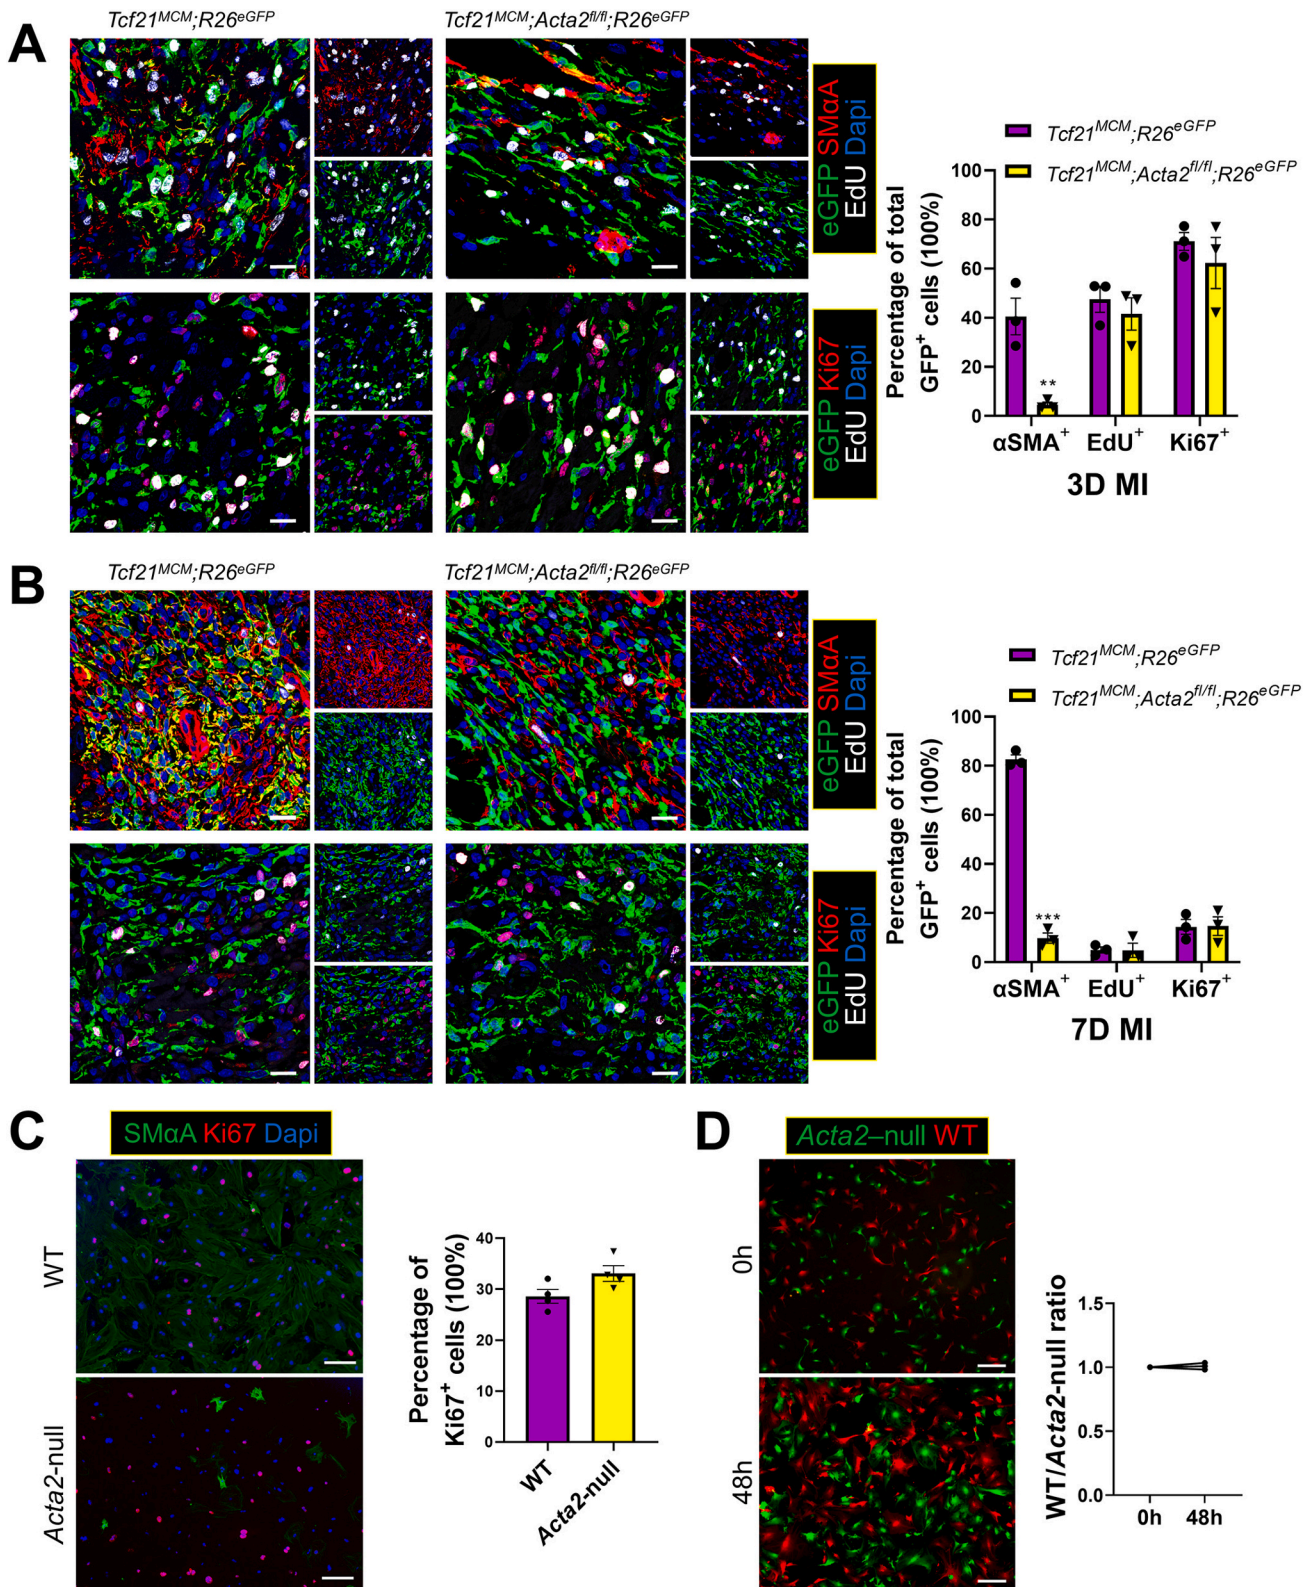 A
Tcf21MCM;R26eGFP
Tcf21MCM;Acta2fl/fl;R26eGFP
eGFP SMαA
EdU Dapi
eGFP Ki67
EdU Dapi
Tcf21MCM;R26eGFP
Tcf21MCM;Acta2fl/fl;R26eGFP
Percentage of total
GFP+ cells (100%)
100
80
60
40
20
0
**
αSMA+
EdU+
Ki67+
3D MI
B
Tcf21MCM;R26eGFP
Tcf21MCM;Acta2fl/fl;R26eGFP
eGFP SMαA
EdU Dapi
eGFP Ki67
EdU Dapi
Tcf21MCM;R26eGFP
Tcf21MCM;Acta2fl/fl;R26eGFP
Percentage of total
GFP+ cells (100%)
100
80
60
40
20
0
***
αSMA+
EdU+
Ki67+
7D MI
C
SMαA Ki67 Dapi
WT
Acta2-null
Percentage of
Ki67+ cells (100%)
40
30
20
10
0
WT
Acta2-null
D
Acta2–null WT
0h
48h
WT/Acta2-null ratio
1.5
1.0
0.5
0.0
0h
48h